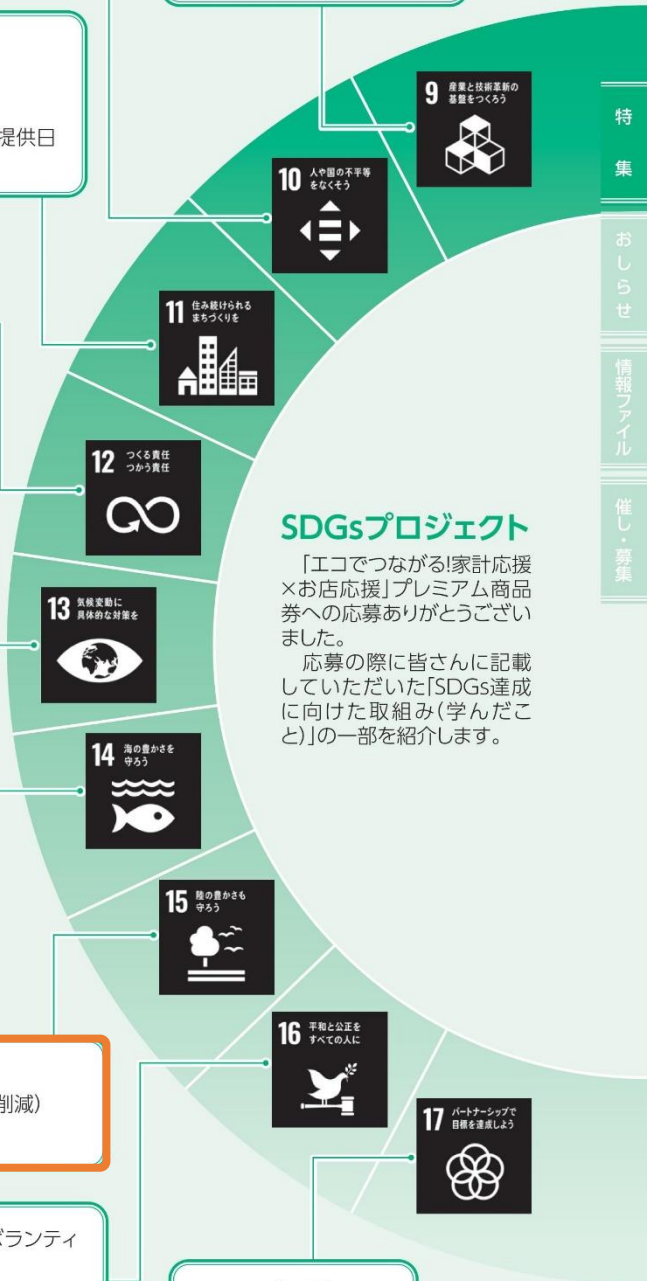 提供日
9 産業と技術革新の
基盤をつくろう
10 人や国の不平等
をなくそう
11 住み続けられる
まちづくりを
12 つくる責任
つかう責任
13 気候変動に
具体的な対策を
14 海の豊かさを
守ろう
15 陸の豊かさも
守ろう
16 平和と公正を
すべての人に
17 パートナーシップで
目標を達成しよう
SDGsプロジェクト
「エコでつながる!家計応援
×お店応援」プレミアム商品
券への応募ありがとうござい
ました。
応募の際に皆さんに記載
していただいた「SDGs達成
に向けた取組み(学んだこ
と)」の一部を紹介します。
削減)
ボランティ
特集
おしらせ
情報ファイル
催し・募集